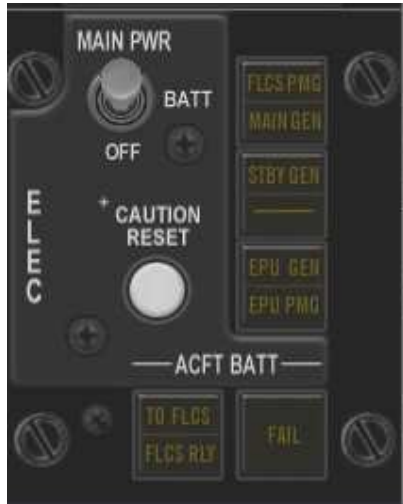 MAIN PWR
BATT
OFF
ELEC
CAUTION
RESET
FLCS PMG
MAIN GEN
STBY GEN
EPU GEN
EPU PMG
ACFT BATT
TO FLCS
FLCS RLY
FAIL